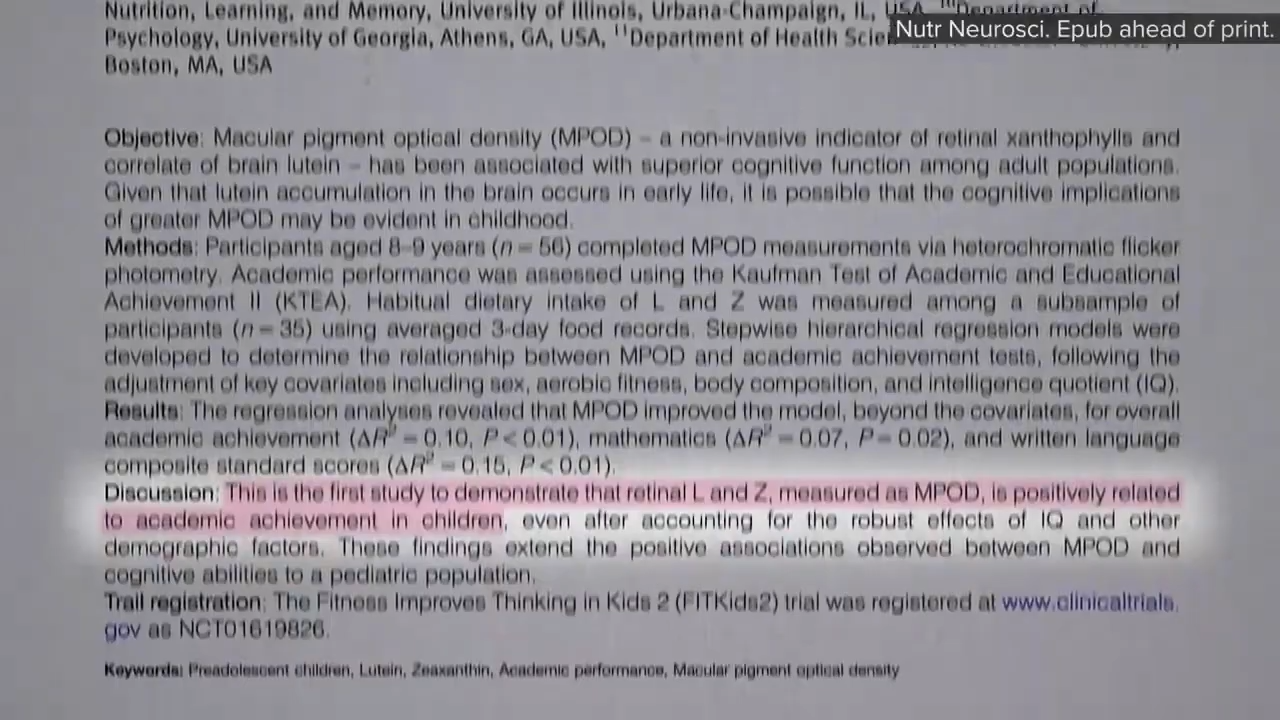 Nutrition, Learning, and Memory, University of Illinois, Urbana-Champaign, IL, USA,
Nutr Neurosci. Epub ahead of print.
Psychology, University of Georgia, Athens, GA, USA, ¹¹Department of Health
Boston, MA, USA
Objective: Macular pigment optical density (MPOD) – a non-invasive indicator of retinal xanthophylls and
correlate of brain lutein – has been associated with superior cognitive function among adult populations.
Given that lutein accumulation in the brain occurs in early life, it is possible that the cognitive implications
of greater MPOD may be evident in childhood.
Methods: Participants aged 8–9 years (n = 56) completed MPOD measurements via heterochromatic flicker
photometry. Academic performance was assessed using the Kaufman Test of Academic and Educational
Achievement II (KTEA). Habitual dietary intake of L and Z was measured among a subsample of
participants (n = 35) using averaged 3-day food records. Stepwise hierarchical regression models were
developed to determine the relationship between MPOD and academic achievement tests, following the
adjustment of key covariates including sex, aerobic fitness, body composition, and intelligence quotient (IQ).
Results: The regression analyses revealed that MPOD improved the model, beyond the covariates, for overall
academic achievement (ΔR² = 0.10, P < 0.01), mathematics (ΔR² = 0.07, P = 0.02), and written language
composite standard scores (ΔR² = 0.15, P < 0.01).
Discussion: This is the first study to demonstrate that retinal L and Z, measured as MPOD, is positively related
to academic achievement in children, even after accounting for the robust effects of IQ and other
demographic factors. These findings extend the positive associations observed between MPOD and
cognitive abilities to a pediatric population.
Trail registration: The Fitness Improves Thinking in Kids 2 (FITKids2) trial was registered at www.clinicaltrials.
gov as NCT01619826.
Keywords: Preadolescent children, Lutein, Zeaxanthin, Academic performance, Macular pigment optical density